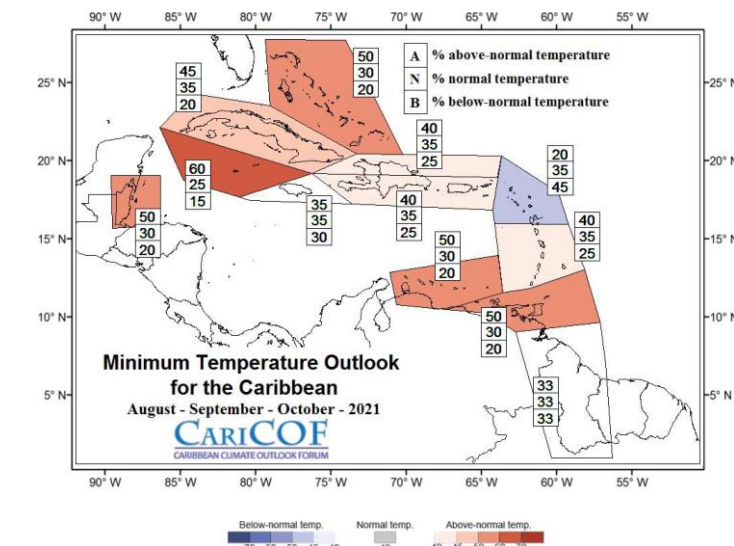 90° W 85° W 80° W 75° W 70° W 65° W 60° W 55° W
25° N
20° N
15° N
10° N
5° N
25° N
20° N
15° N
10° N
5° N
A % above-normal temperature
N % normal temperature
B % below-normal temperature
50
30
20
45
35
20
40
35
25
20
35
45
60
25
15
35
35
30
40
35
25
40
35
25
50
30
20
50
30
20
50
30
20
33
33
33
Minimum Temperature Outlook
for the Caribbean
August - September - October - 2021
CARICOF
CARIBBEAN CLIMATE OUTLOOK FORUM
90° W 85° W 80° W 75° W 70° W 65° W 60° W 55° W
Below-normal temp. Normal temp. Above-normal temp.